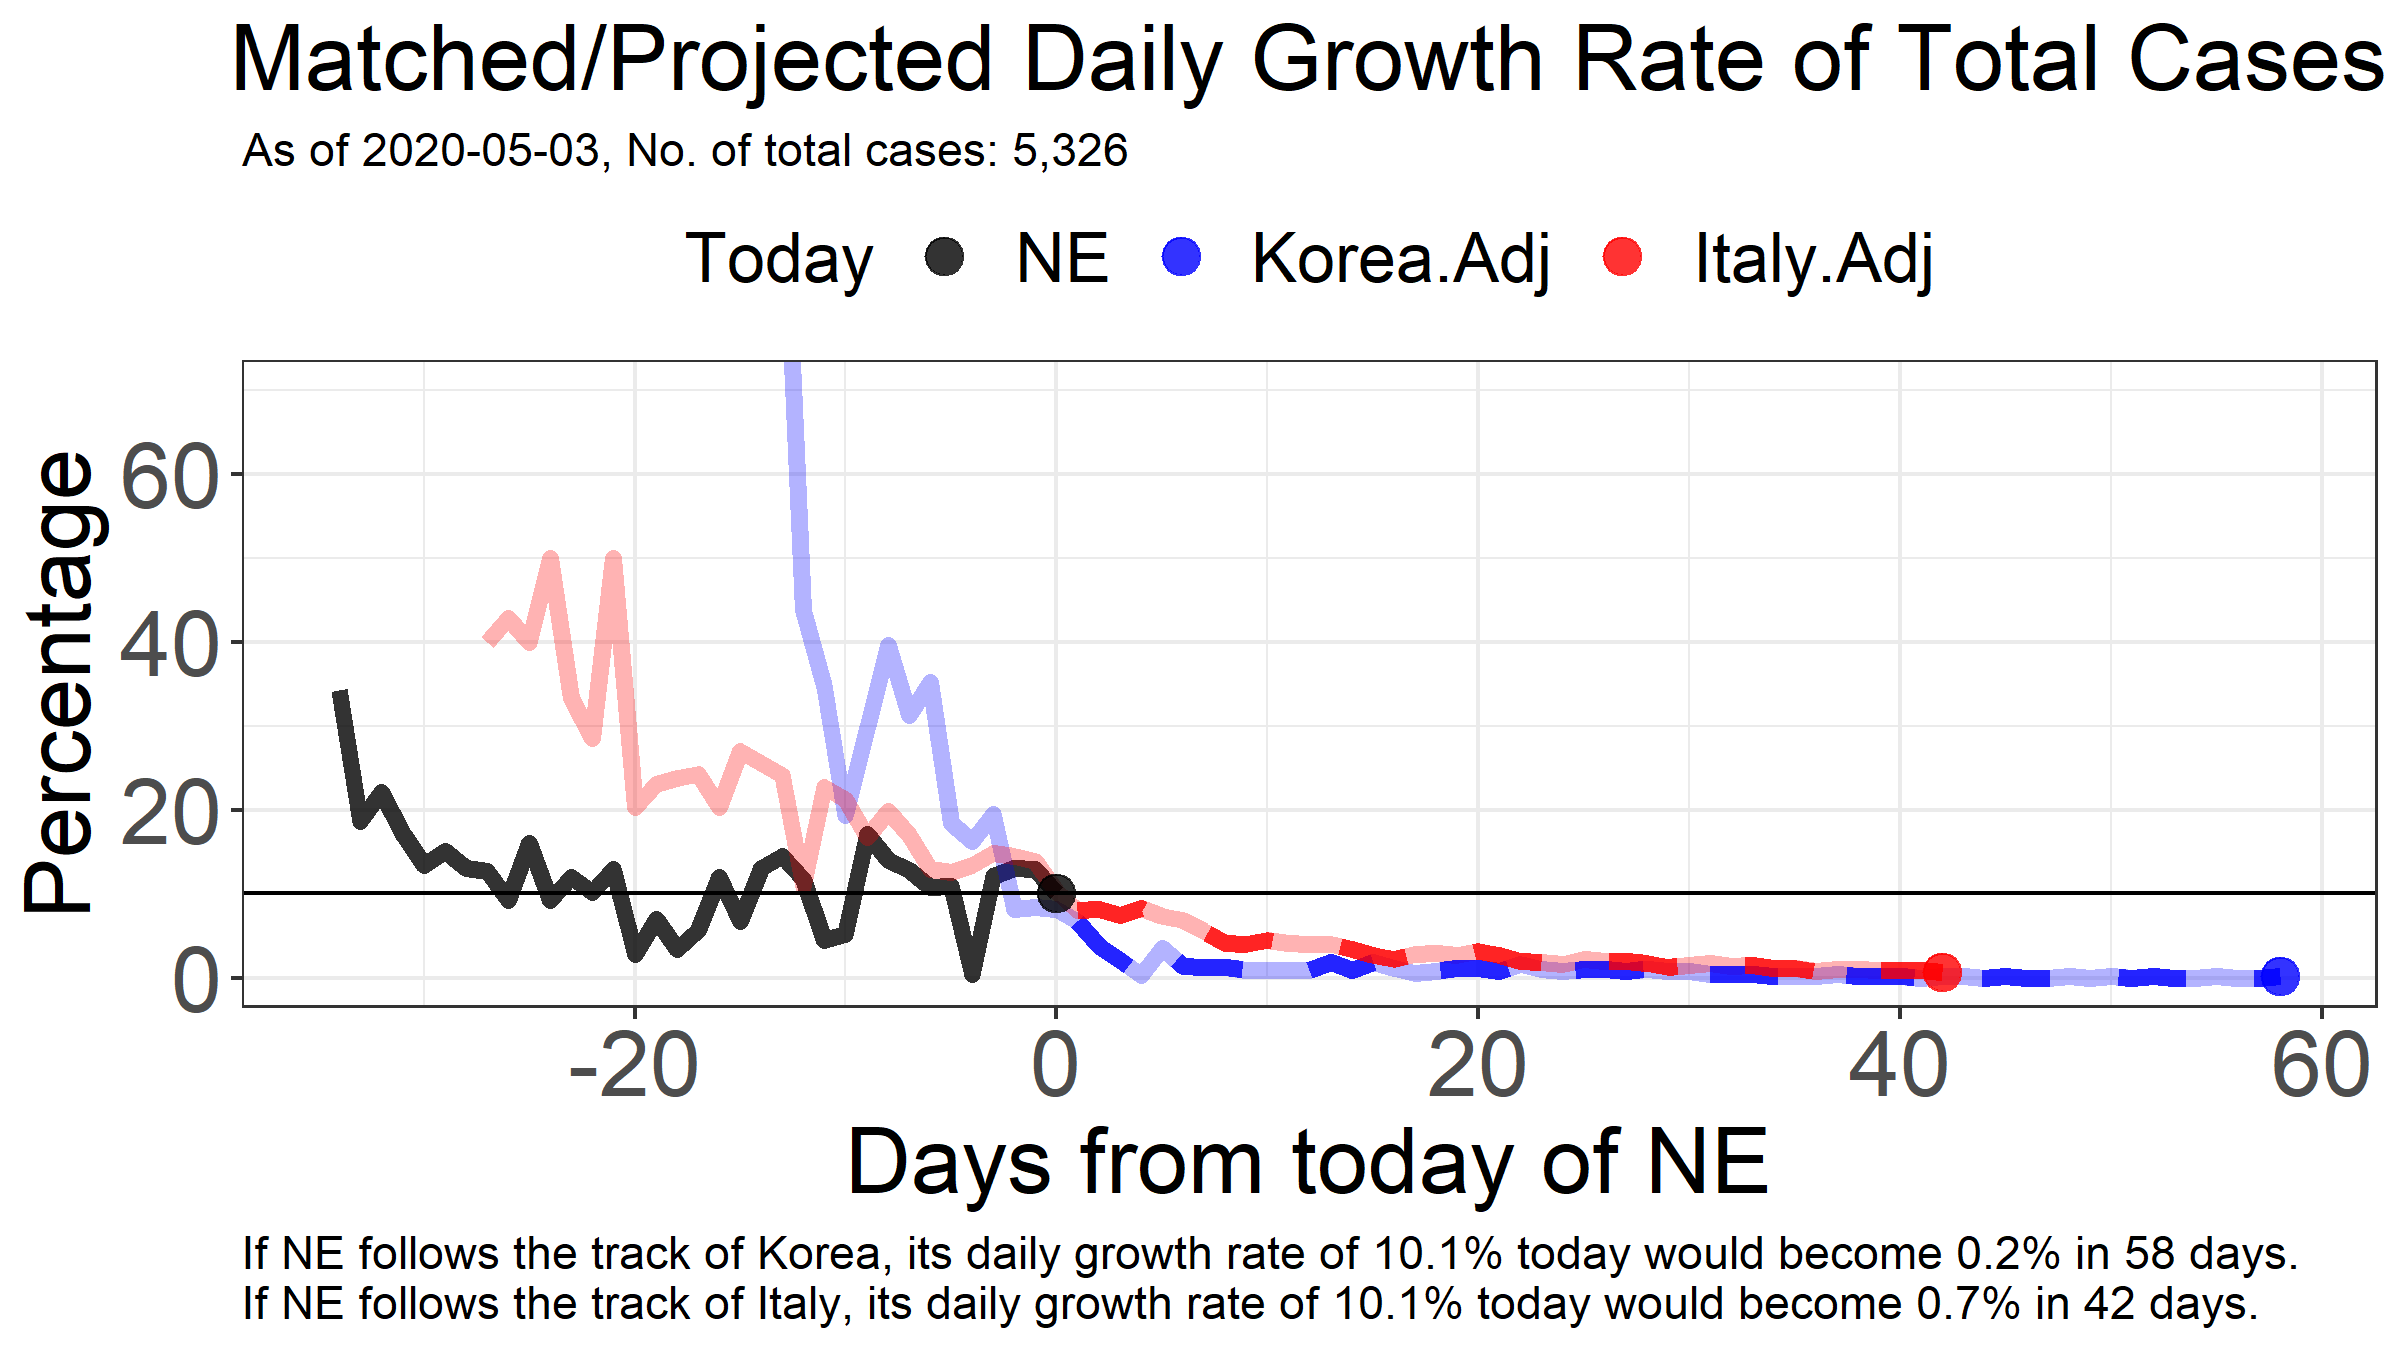 Matched/Projected Daily Growth Rate of Total Cases
As of 2020-05-03, No. of total cases: 5,326
Today NE Korea.Adj Italy.Adj
Percentage
60
40
20
0
-20 0 20 40 60
Days from today of NE
If NE follows the track of Korea, its daily growth rate of 10.1% today would become 0.2% in 58 days.
If NE follows the track of Italy, its daily growth rate of 10.1% today would become 0.7% in 42 days.